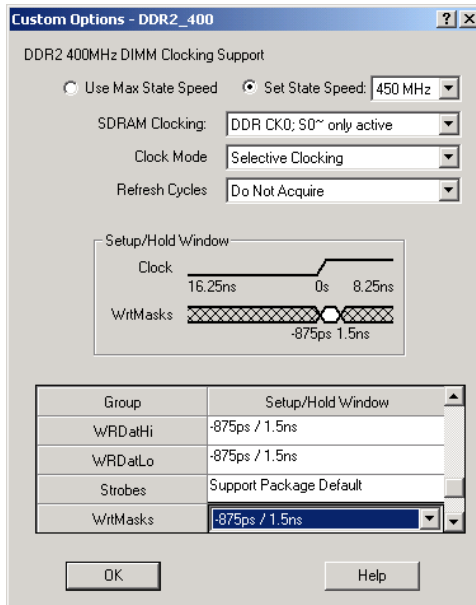 Custom Options - DDR2_400
DDR2 400MHz DIMM Clocking Support
Use Max State Speed Set State Speed: 450 MHz
SDRAM Clocking: DDR CK0; S0~ only active
Clock Mode Selective Clocking
Refresh Cycles Do Not Acquire
Setup/Hold Window
Clock
16.25ns 0s 8.25ns
WrtMasks
-875ps 1.5ns
Group Setup/Hold Window
WRDatHi -875ps / 1.5ns
WRDatLo -875ps / 1.5ns
Strobes Support Package Default
WrtMasks -875ps / 1.5ns
OK Help